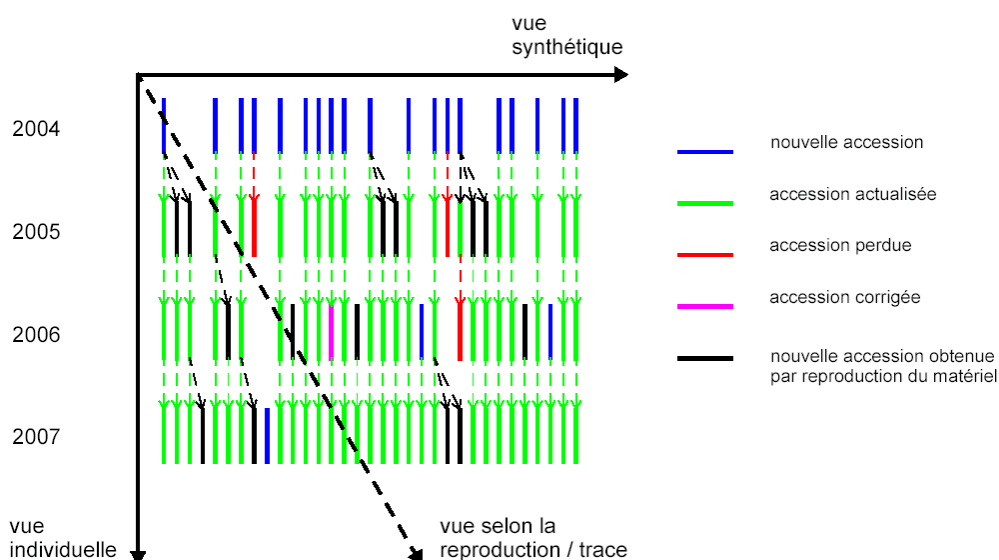 vue
synthétique
2004
nouvelle accession
accession actualisée
2005
accession perdue
accession corrigée
2006
nouvelle accession obtenue
par reproduction du matériel
2007
vue
individuelle
vue selon la
reproduction / trace